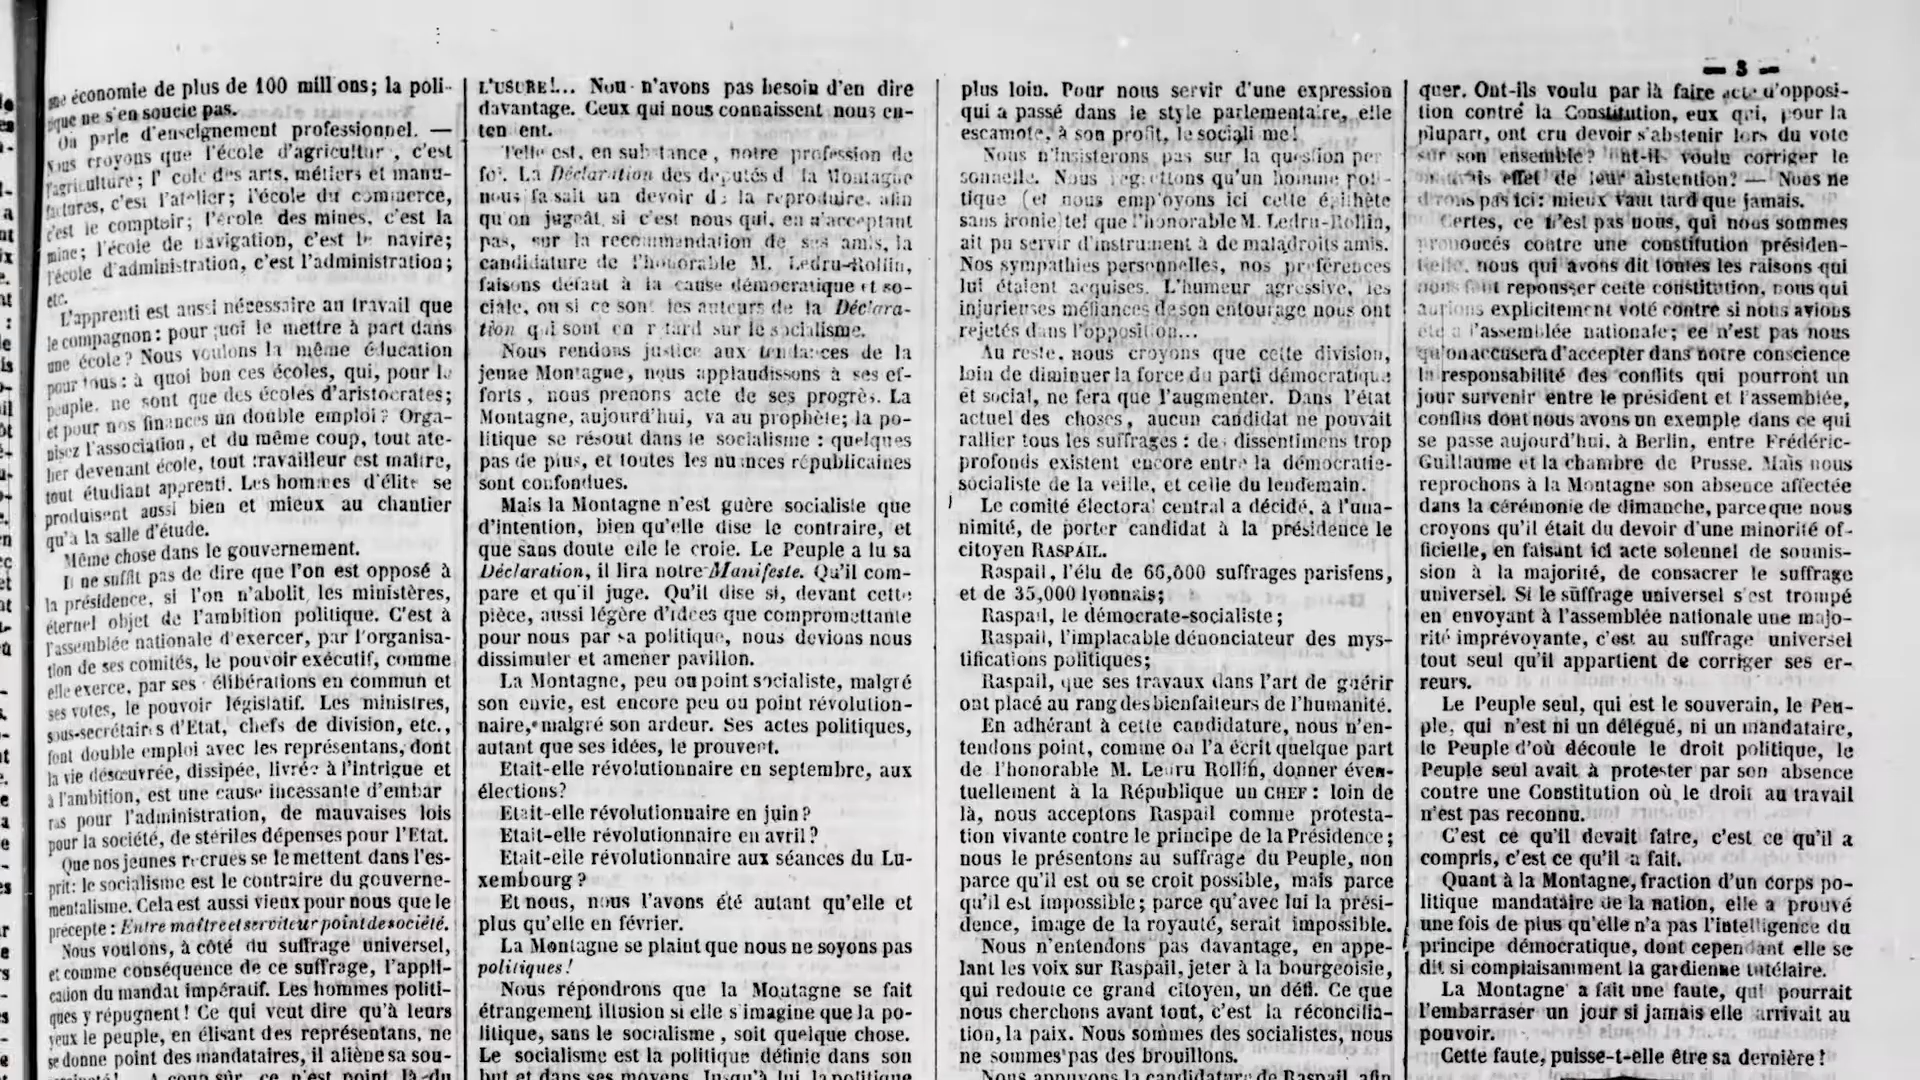 — 3 —
économie de plus de 100 mill ons; la poli-
que ne s'en soucie pas.
On parle d'enseignement professionnel. —
Nous croyons que l'école d'agricultur , c'est
l'agriculture; l' cole des arts, métiers et manu-
factures, c'est l'atelier; l'école du commerce,
c'est le comptoir; l'école des mines, c'est la
mine; l'école de navigation, c'est le navire;
l'école d'administration, c'est l'administration;
etc.
L'apprenti est aussi nécessaire au travail que
le compagnon: pourquoi le mettre à part dans
une école? Nous voulons la même éducation
pour tous: à quoi bon ces écoles, qui, pour le
peuple, ne sont que des écoles d'aristocrates;
et pour nos finances un double emploi? Orga-
nisez l'association, et du même coup, tout ate-
lier devenant école, tout travailleur est maître,
tout étudiant apprenti. Les hommes d'élite se
produisent aussi bien et mieux au chantier
qu'à la salle d'étude.
Même chose dans le gouvernement.
Il ne suffit pas de dire que l'on est opposé à
la présidence, si l'on n'abolit les ministères,
éternel objet de l'ambition politique. C'est à
l'assemblée nationale d'exercer, par l'organisa-
tion de ses comités, le pouvoir exécutif, comme
elle exerce, par ses élibérations en commun et
ses votes, le pouvoir législatif. Les ministres,
sous-secrétaires d'Etat, chefs de division, etc.,
font double emploi avec les représentans, dont
la vie désœuvrée, dissipée, livrée à l'intrigue et
à l'ambition, est une cause incessante d'embar
ras pour l'administration, de mauvaises lois
pour la société, de stériles dépenses pour l'Etat.
Que nos jeunes recrues se le mettent dans l'es-
prit: le socialisme est le contraire du gouverne-
mentalisme. Cela est aussi vieux pour nous que le
précepte: Entre maître et serviteur point de société.
Nous voulons, à côté du suffrage universel,
et comme conséquence de ce suffrage, l'appli-
cation du mandat impératif. Les hommes politi-
ques y répugnent! Ce qui veut dire qu'à leurs
yeux le peuple, en élisant des représentans, ne
se donne point des mandataires, il aliène sa sou-
A coup sûr, ce n'est point là du
L'USURE!... Nou n'avons pas besoin d'en dire
davantage. Ceux qui nous connaissent nous en-
ten ent.
Telle est, en substance, notre profession de
foi. La Déclaration des députés d la Montagne
nous fasait un devoir de la reproduire, afin
qu'on jugeât si c'est nous qui, en n'acceptant
pas, sur la recommandation de ses amis, la
candidature de l'honorable M. Ledru-Rollin,
faisons défaut à la cause démocratique et so-
ciale, ou si ce sont les auteurs de la Déclara-
tion qui sont en r tard sur le socialisme.
Nous rendons justice aux tendances de la
jeune Montagne, nous applaudissons à ses ef-
forts, nous prenons acte de ses progrès. La
Montagne, aujourd'hui, va au prophète; la po-
litique se résout dans le socialisme: quelques
pas de plus, et toutes les nuances républicaines
sont confondues.
Mais la Montagne n'est guère socialiste que
d'intention, bien qu'elle dise le contraire, et
que sans doute elle le croie. Le Peuple a lu sa
Déclaration, il lira notre Manifeste. Qu'il com-
pare et qu'il juge. Qu'il dise si, devant cette
pièce, aussi légère d'idées que compromettante
pour nous par sa politique, nous devions nous
dissimuler et amener pavillon.
La Montagne, peu ou point socialiste, malgré
son envie, est encore peu ou point révolution-
naire, malgré son ardeur. Ses actes politiques,
autant que ses idées, le prouvent.
Etait-elle révolutionnaire en septembre, aux
élections?
Etait-elle révolutionnaire en juin?
Etait-elle révolutionnaire en avril?
Etait-elle révolutionnaire aux séances du Lu-
xembourg?
Et nous, nous l'avons été autant qu'elle et
plus qu'elle en février.
La Montagne se plaint que nous ne soyons pas
politiques!
Nous répondrons que la Montagne se fait
étrangement illusion si elle s'imagine que la po-
litique, sans le socialisme, soit quelque chose.
Le socialisme est la politique définie dans son
but et dans ses moyens. Jusqu'à lui, la politique
plus loin. Pour nous servir d'une expression
qui a passé dans le style parlementaire, elle
escamote, à son profit, le sociali me!
Nous n'insisterons pas sur la question per
sonnelle. Nous regrettons qu'un homme poli-
tique (et nous employons ici cette épithète
sans ironie) tel que l'honorable M. Ledru-Rollin,
ait pu servir d'instrument à de maladroits amis.
Nos sympathies personnelles, nos préférences
lui étaient acquises. L'humeur agressive, les
injurieuses méfiances de son entourage nous ont
rejetés dans l'opposition...
Au reste, nous croyons que cette division,
loin de diminuer la force du parti démocratique
et social, ne fera que l'augmenter. Dans l'état
actuel des choses, aucun candidat ne pouvait
rallier tous les suffrages: de dissentimens trop
profonds existent encore entre la démocratie-
socialiste de la veille, et celle du lendemain.
Le comité électoral central a décidé, à l'una-
nimité, de porter candidat à la présidence le
citoyen RASPAIL.
Raspail, l'élu de 66,000 suffrages parisiens,
et de 35,000 lyonnais;
Raspail, le démocrate-socialiste;
Raspail, l'implacable dénonciateur des mys-
tifications politiques;
Raspail, que ses travaux dans l'art de guérir
ont placé au rang des bienfaiteurs de l'humanité.
En adhérant à cette candidature, nous n'en-
tendons point, comme on l'a écrit quelque part
de l'honorable M. Ledru Rollin, donner éven-
tuellement à la République un CHEF: loin de
là, nous acceptons Raspail comme protesta-
tion vivante contre le principe de la Présidence;
nous le présentons au suffrage du Peuple, non
parce qu'il est ou se croit possible, mais parce
qu'il est impossible; parce qu'avec lui la prési-
dence, image de la royauté, serait impossible.
Nous n'entendons pas davantage, en appe-
lant les voix sur Raspail, jeter à la bourgeoisie,
qui redoute ce grand citoyen, un défi. Ce que
nous cherchons avant tout, c'est la réconcilia-
tion, la paix. Nous sommes des socialistes, nous
ne sommes pas des brouillons.
Nous appuyons la candidature de Raspail, afin
quer. Ont-ils voulu par là faire acte d'opposi-
tion contre la Constitution, eux qui, pour la
plupart, ont cru devoir s'abstenir lors du vote
sur son ensemble? nt-il voulu corriger le
mauvais effet de leur abstention? — Nous ne
dirons pas ici: mieux vaut tard que jamais.
Certes, ce n'est pas nous, qui nous sommes
prononcés contre une constitution présiden-
tielle, nous qui avons dit toutes les raisons qui
nous font repousser cette constitution, nous qui
aurions explicitement voté contre si nous avions
été à l'assemblée nationale; ce n'est pas nous
qu'on accusera d'accepter dans notre conscience
la responsabilité des conflits qui pourront un
jour survenir entre le président et l'assemblée,
conflits dont nous avons un exemple dans ce qui
se passe aujourd'hui, à Berlin, entre Frédéric-
Guillaume et la chambre de Prusse. Mais nous
reprochons à la Montagne son absence affectée
dans la cérémonie de dimanche, parce que nous
croyons qu'il était du devoir d'une minorité of-
ficielle, en faisant ici acte solennel de soumis-
sion à la majorité, de consacrer le suffrage
universel. Si le suffrage universel s'est trompé
en envoyant à l'assemblée nationale une majo-
rité imprévoyante, c'est au suffrage universel
tout seul qu'il appartient de corriger ses er-
reurs.
Le Peuple seul, qui est le souverain, le Peu-
ple, qui n'est ni un délégué, ni un mandataire,
le Peuple d'où découle le droit politique, le
Peuple seul avait à protester par son absence
contre une Constitution où le droit au travail
n'est pas reconnu.
C'est ce qu'il devait faire, c'est ce qu'il a
compris, c'est ce qu'il a fait.
Quant à la Montagne, fraction d'un corps po-
litique mandataire de la nation, elle a prouvé
une fois de plus qu'elle n'a pas l'intelligence du
principe démocratique, dont cependant elle se
dit si complaisamment la gardienne tutélaire.
La Montagne a fait une faute, qui pourrait
l'embarraser un jour si jamais elle arrivait au
pouvoir.
Cette faute, puisse-t-elle être sa dernière!